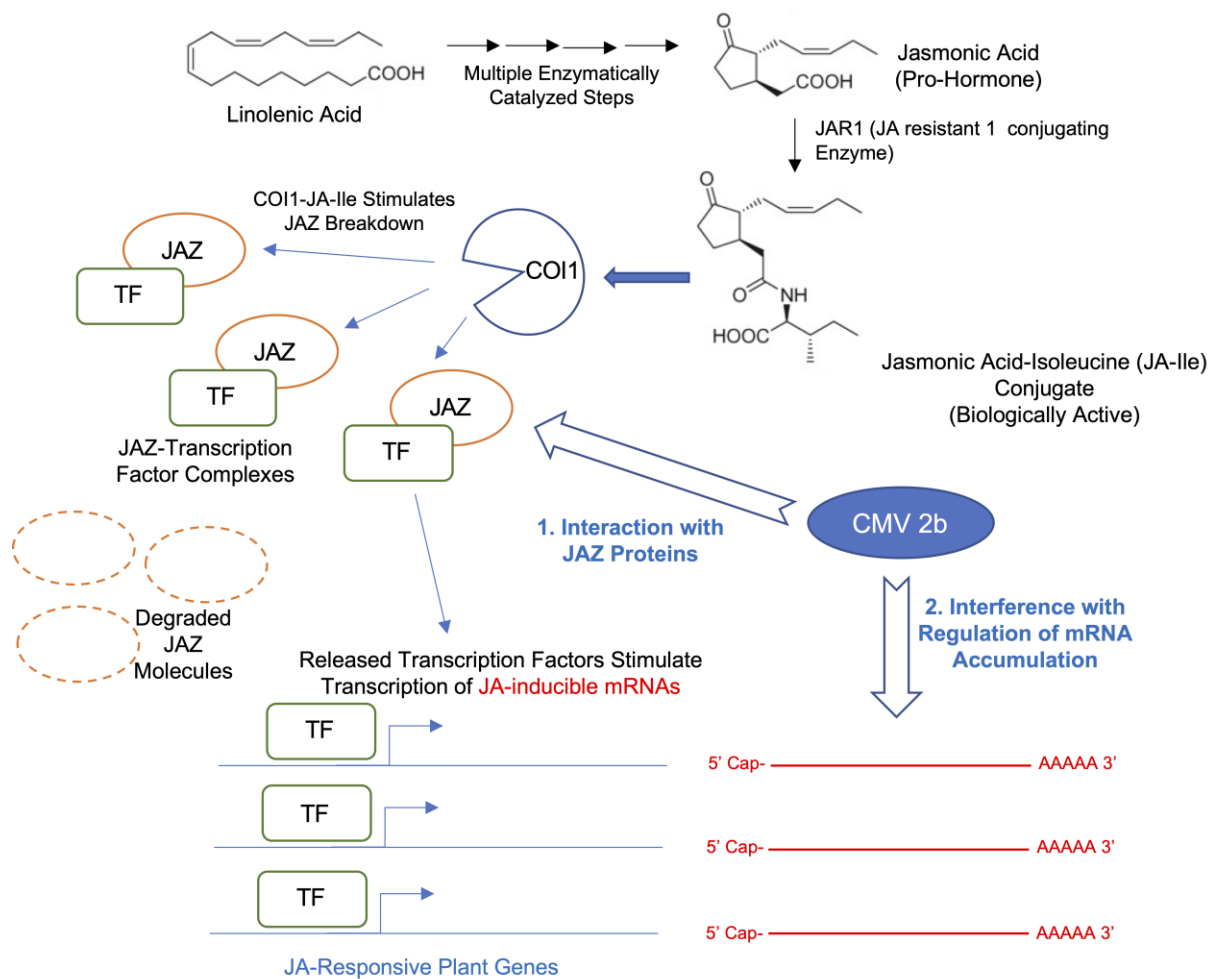 COOH
Linolenic Acid
Multiple Enzymatically
Catalyzed Steps
O
COOH
Jasmonic Acid
(Pro-Hormone)
JAR1 (JA resistant 1 conjugating
Enzyme)
O
O
NH
HOOC
Jasmonic Acid-Isoleucine (JA-Ile)
Conjugate
(Biologically Active)
COI1-JA-Ile Stimulates
JAZ Breakdown
COI1
JAZ
TF
JAZ
TF
JAZ
TF
JAZ-Transcription
Factor Complexes
CMV 2b
1. Interaction with
JAZ Proteins
2. Interference with
Regulation of mRNA
Accumulation
Degraded
JAZ
Molecules
Released Transcription Factors Stimulate
Transcription of JA-inducible mRNAs
TF
5’ Cap- AAAAA 3’
TF
5’ Cap- AAAAA 3’
TF
5’ Cap- AAAAA 3’
JA-Responsive Plant Genes